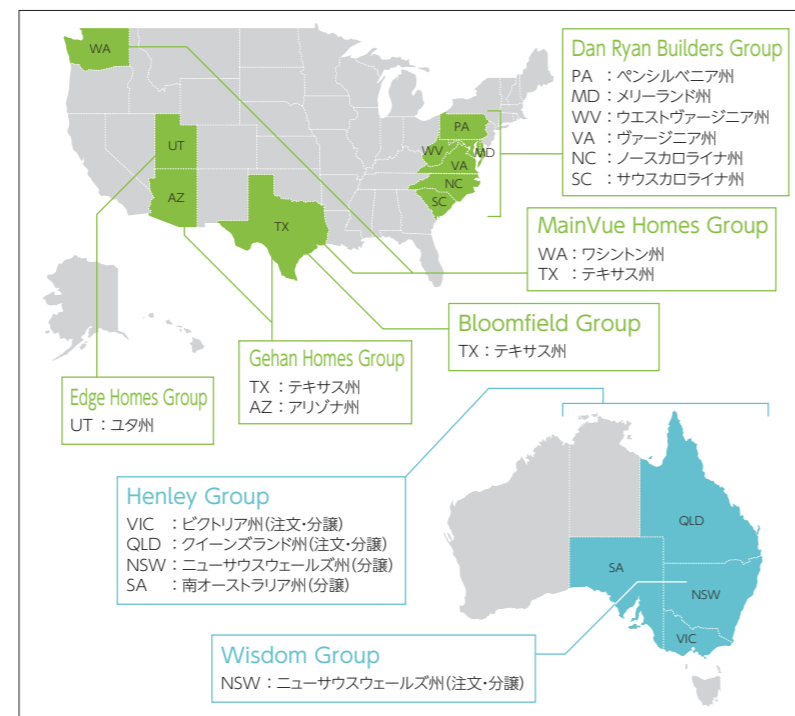 WA
UT
AZ
TX
PA
WV
MD
VA
NC
SC
Dan Ryan Builders Group
PA ：ペンシルベニア州
MD ：メリーランド州
WV ：ウエストヴァージニア州
VA ：ヴァージニア州
NC ：ノースカロライナ州
SC ：サウスカロライナ州
MainVue Homes Group
WA：ワシントン州
TX ：テキサス州
Bloomfield Group
TX：テキサス州
Gehan Homes Group
TX ：テキサス州
AZ ：アリゾナ州
Edge Homes Group
UT ：ユタ州
Henley Group
VIC ：ビクトリア州(注文・分譲)
QLD ：クイーンズランド州(注文・分譲)
NSW：ニューサウスウェールズ州(分譲)
SA ：南オーストラリア州(分譲)
QLD
SA
NSW
VIC
Wisdom Group
NSW：ニューサウスウェールズ州(注文・分譲)